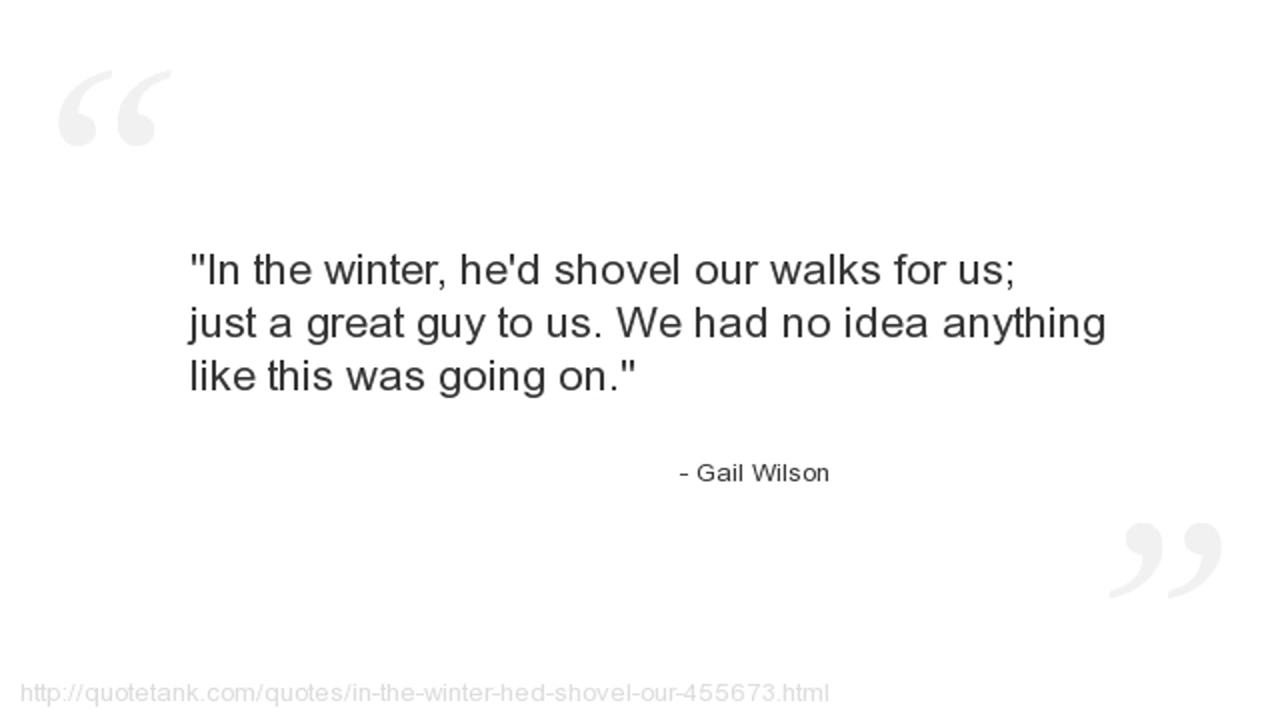 "In the winter, he'd shovel our walks for us;
just a great guy to us. We had no idea anything
like this was going on."
- Gail Wilson
http://quotetank.com/quotes/in-the-winter-hed-shovel-our-455673.html